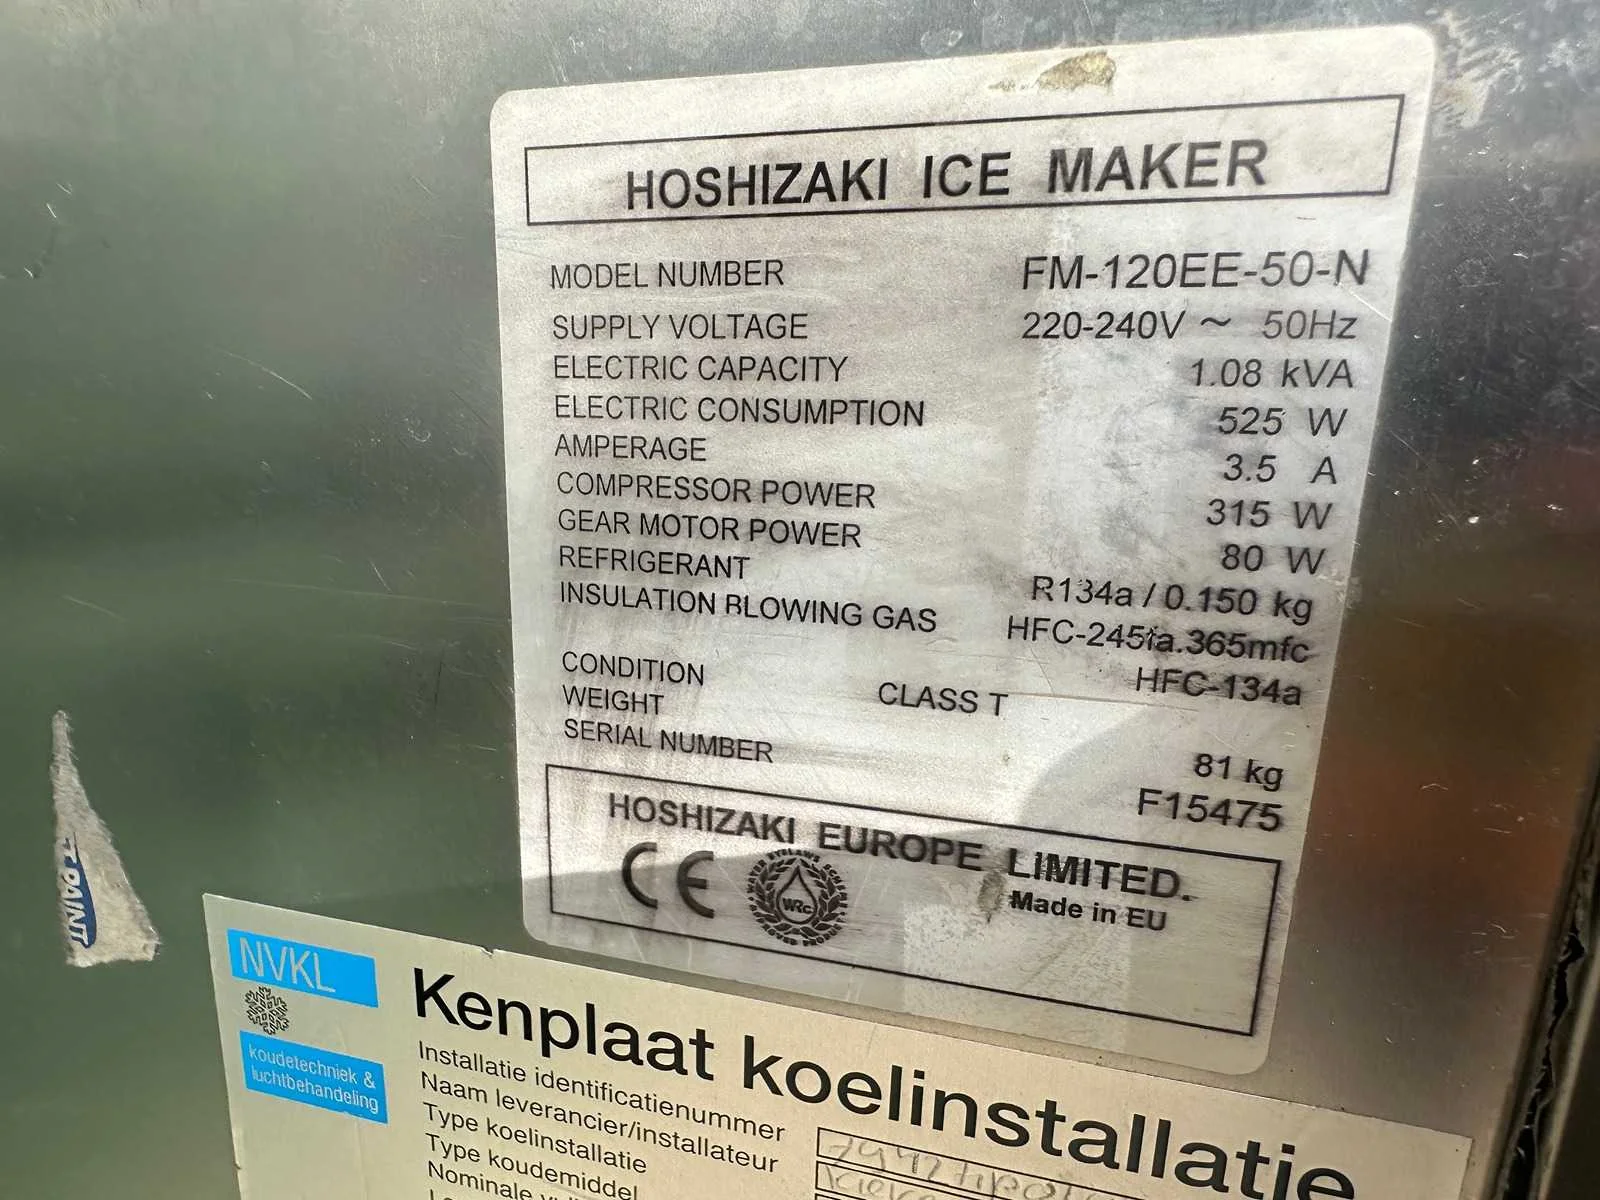 HOSHIZAKI ICE MAKER
MODEL NUMBER FM-120EE-50-N
SUPPLY VOLTAGE 220-240V ~ 50Hz
ELECTRIC CAPACITY 1.08 kVA
ELECTRIC CONSUMPTION 525 W
AMPERAGE 3.5 A
COMPRESSOR POWER 315 W
GEAR MOTOR POWER 80 W
REFRIGERANT R134a / 0.150 kg
INSULATION BLOWING GAS HFC-245fa.365mfc
HFC-134a
CONDITION CLASS T
WEIGHT 81 kg
SERIAL NUMBER F15475
HOSHIZAKI EUROPE LIMITED.
CE WRc Made in EU
PAINT
NVKL
koudetechniek &
luchtbehandeling
Kenplaat koelinstallatie
Installatie identificatienummer
Naam leverancier/installateur
Type koelinstallatie
Type koudemiddel
Nominale